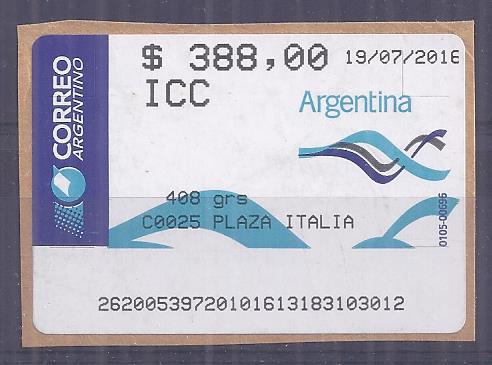 $ 388,00
19/07/2016
ICC
CORREO
ARGENTINO
Argentina
408 grs
C0025 PLAZA ITALIA
0105-00696
26200539720101613183103012